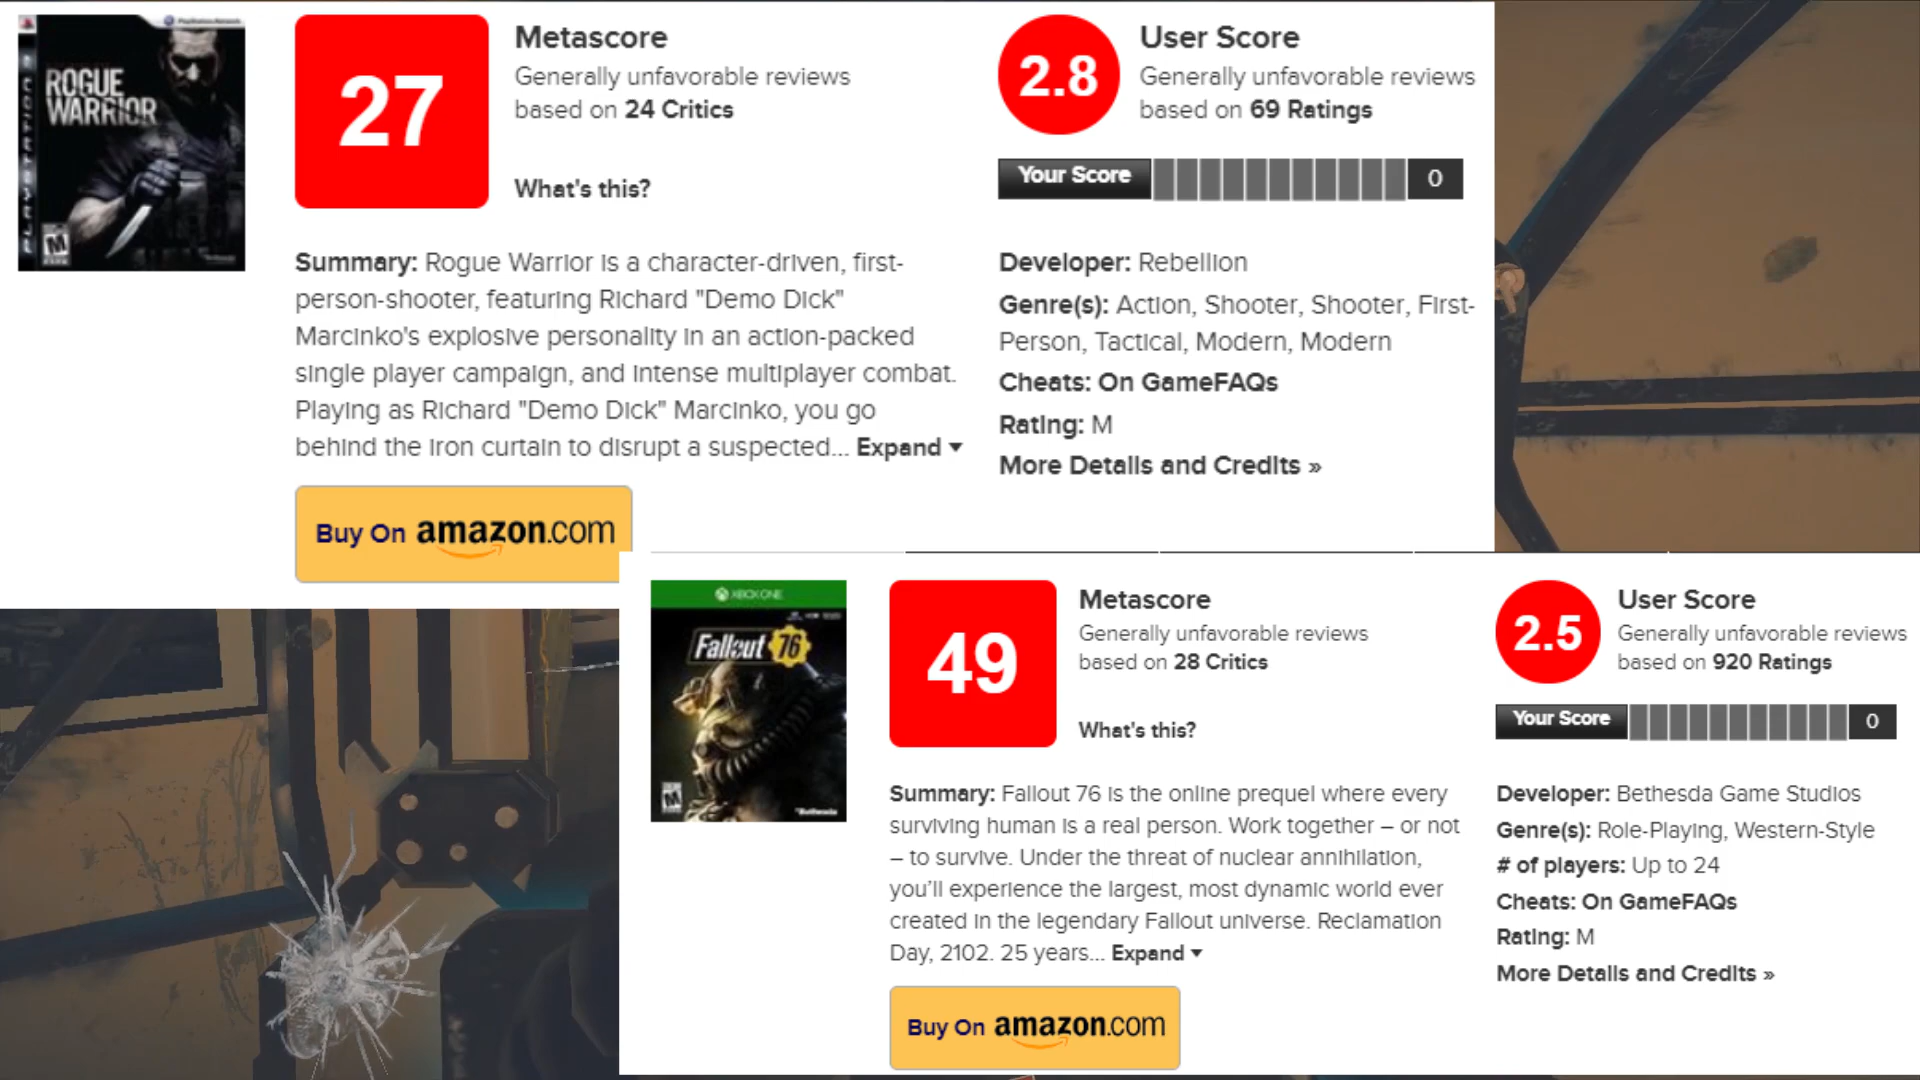 PlayStation Network
PLAYSTATION 3
ROGUE
WARRIOR
M
27
Metascore
Generally unfavorable reviews
based on 24 Critics
What's this?
2.8
User Score
Generally unfavorable reviews
based on 69 Ratings
Your Score 0
Summary: Rogue Warrior is a character-driven, first-
person-shooter, featuring Richard "Demo Dick"
Marcinko's explosive personality in an action-packed
single player campaign, and intense multiplayer combat.
Playing as Richard "Demo Dick" Marcinko, you go
behind the iron curtain to disrupt a suspected... Expand
Buy On amazon.com
Developer: Rebellion
Genre(s): Action, Shooter, Shooter, First-
Person, Tactical, Modern, Modern
Cheats: On GameFAQs
Rating: M
More Details and Credits »
XBOX ONE
Fallout 76
M
Bethesda
49
Metascore
Generally unfavorable reviews
based on 28 Critics
What's this?
2.5
User Score
Generally unfavorable reviews
based on 920 Ratings
Your Score 0
Summary: Fallout 76 is the online prequel where every
surviving human is a real person. Work together – or not
– to survive. Under the threat of nuclear annihilation,
you’ll experience the largest, most dynamic world ever
created in the legendary Fallout universe. Reclamation
Day, 2102. 25 years... Expand
Buy On amazon.com
Developer: Bethesda Game Studios
Genre(s): Role-Playing, Western-Style
# of players: Up to 24
Cheats: On GameFAQs
Rating: M
More Details and Credits »